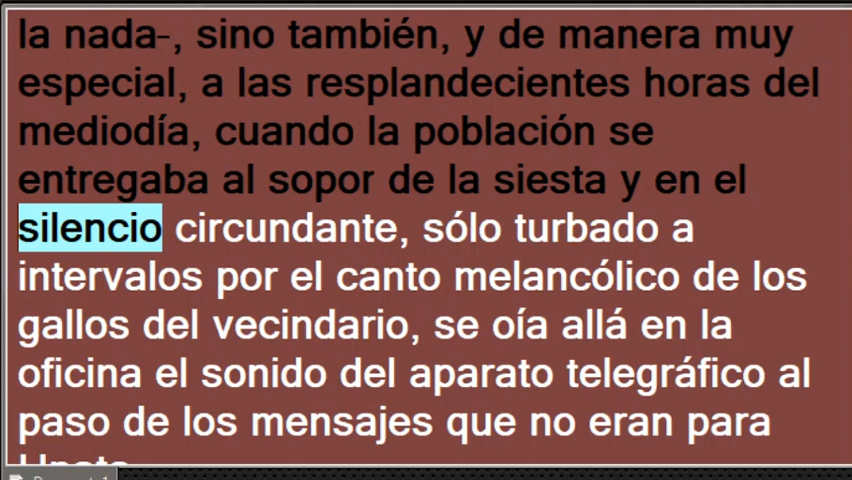 la nada-, sino también, y de manera muy
especial, a las resplandecientes horas del
mediodía, cuando la población se
entregaba al sopor de la siesta y en el
silencio circundante, sólo turbado a
intervalos por el canto melancólico de los
gallos del vecindario, se oía allá en la
oficina el sonido del aparato telegráfico al
paso de los mensajes que no eran para